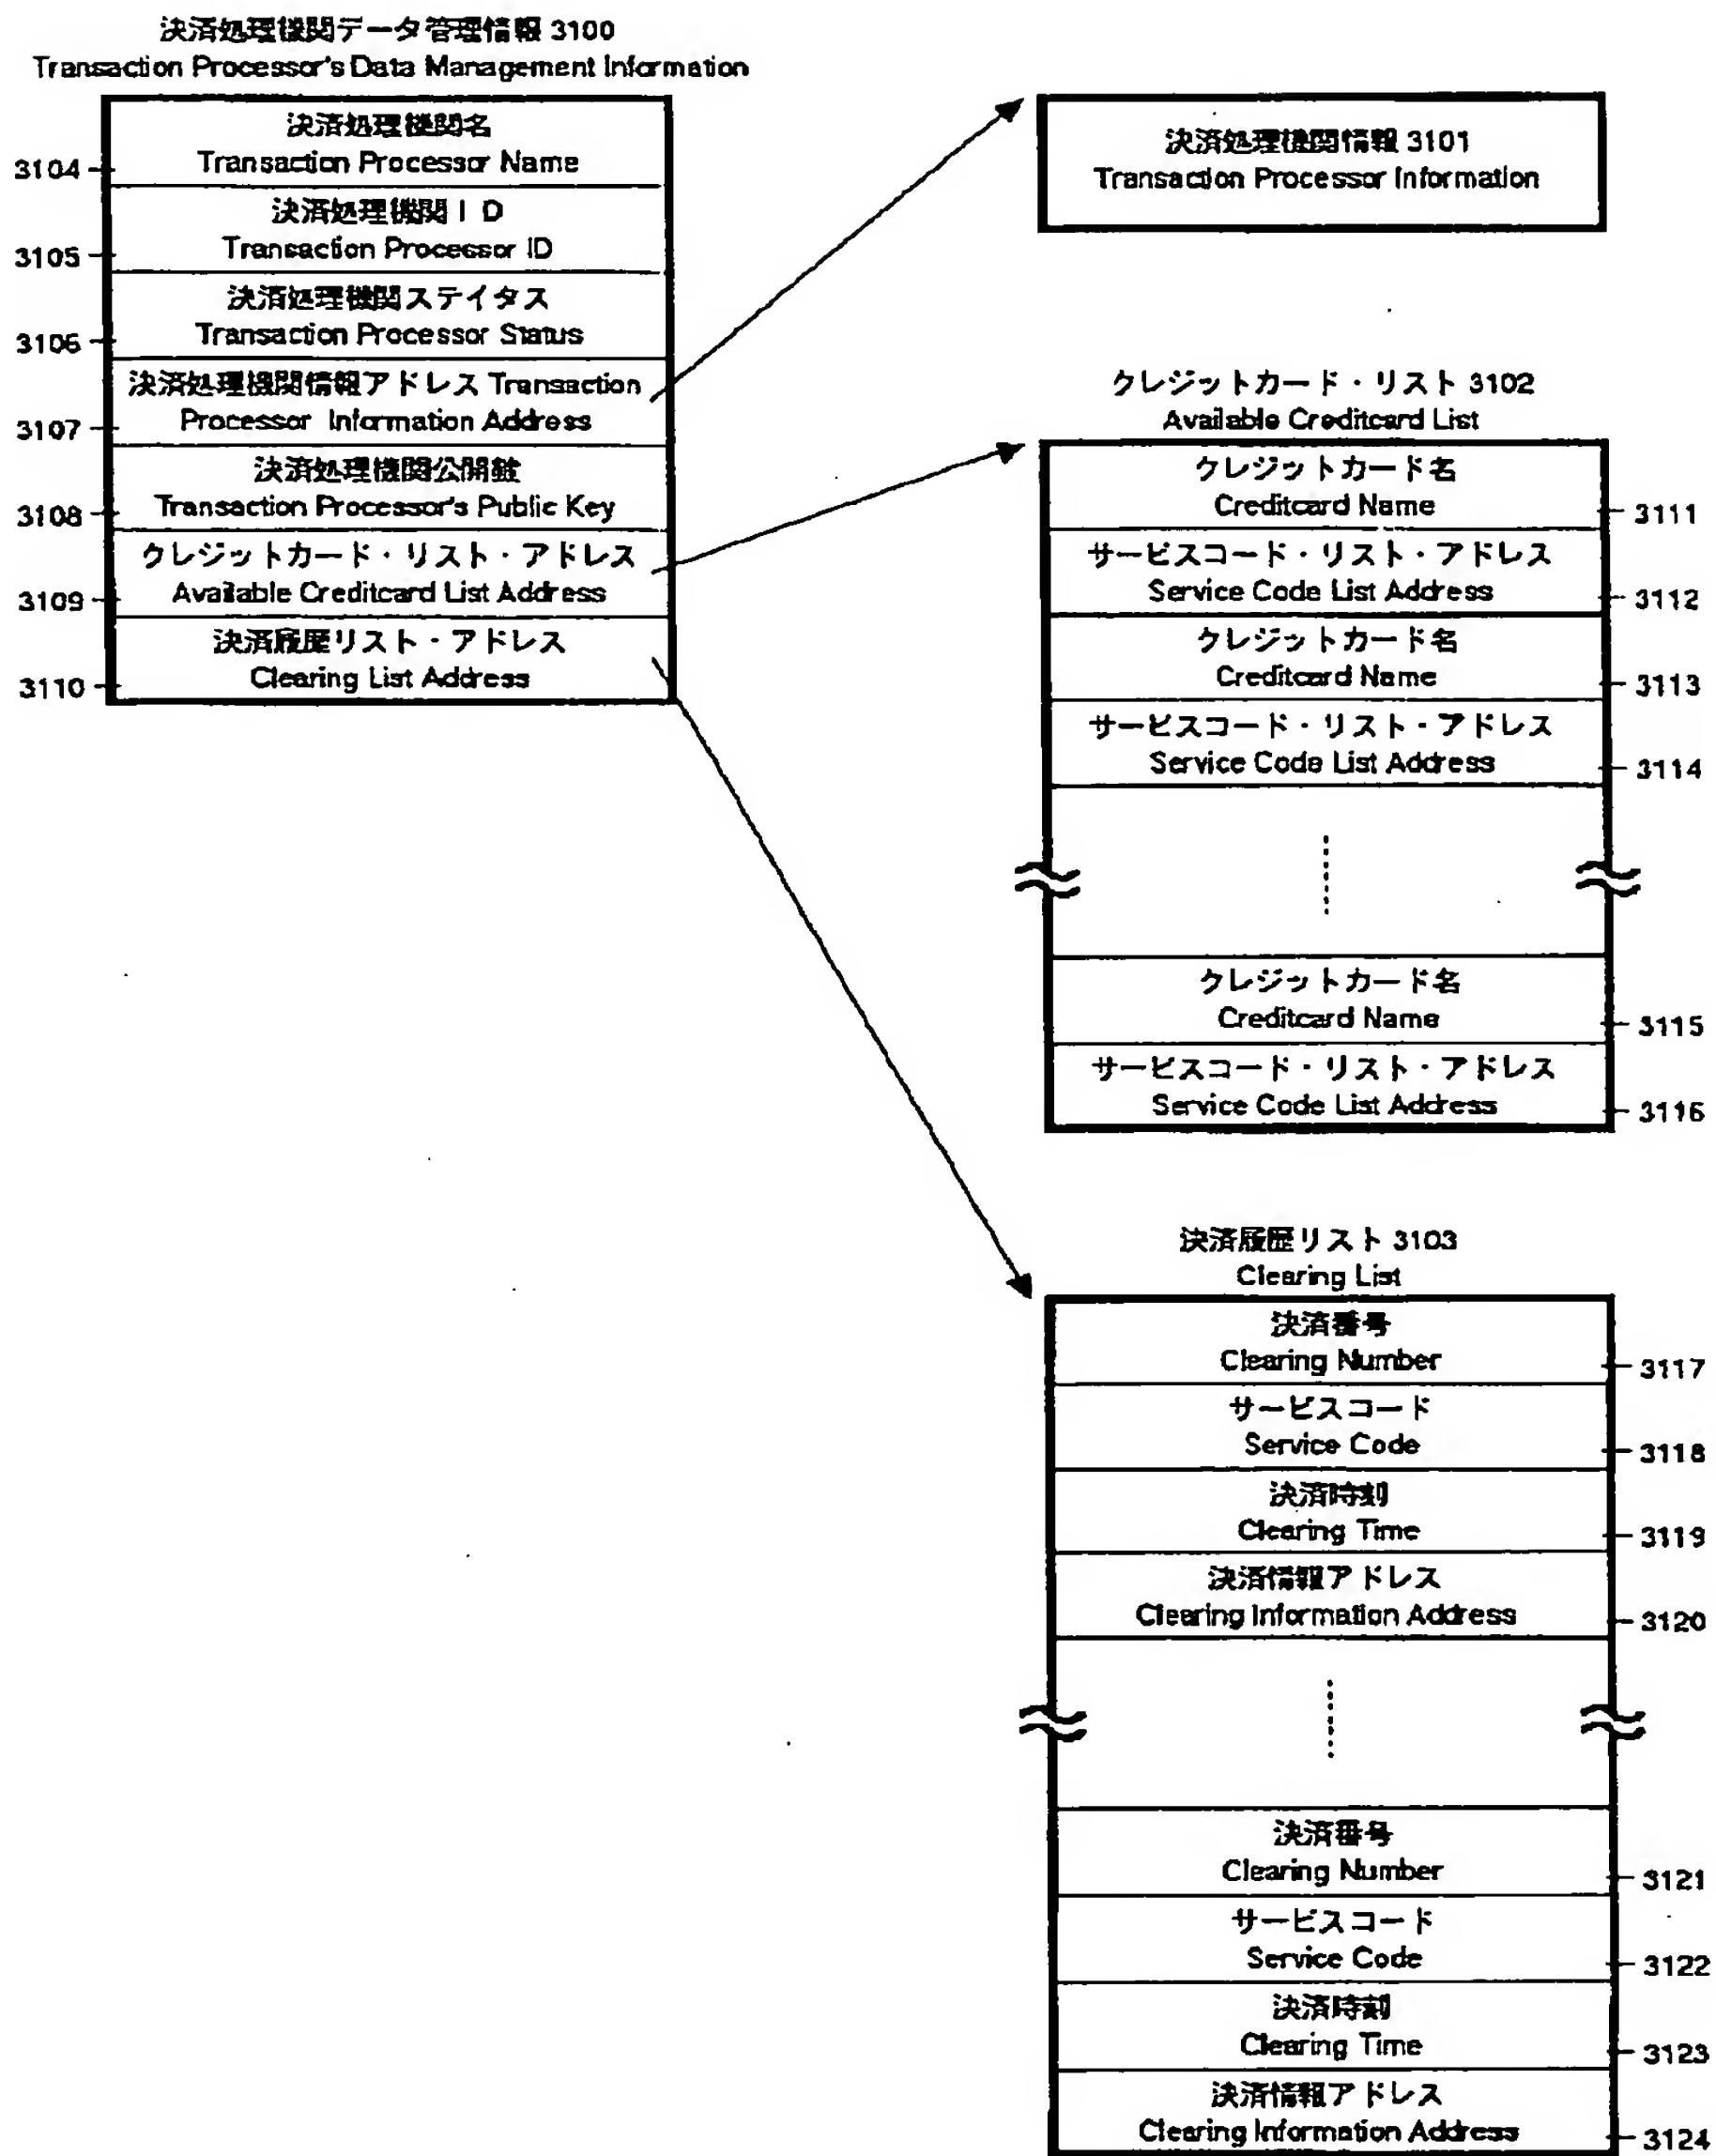 決済処理機関データ管理情報 3100
Transaction Processor's Data Management Information
決済処理機関名
Transaction Processor Name
3104
決済処理機関ID
Transaction Processor ID
3105
決済処理機関ステイタス
Transaction Processor Status
3106
決済処理機関情報アドレス Transaction
Processor Information Address
3107
決済処理機関公開鍵
Transaction Processor's Public Key
3108
クレジットカード・リスト・アドレス
Available Creditcard List Address
3109
決済履歴リスト・アドレス
Clearing List Address
3110
決済処理機関情報 3101
Transaction Processor Information
クレジットカード・リスト 3102
Available Creditcard List
クレジットカード名
Creditcard Name
3111
サービスコード・リスト・アドレス
Service Code List Address
3112
クレジットカード名
Creditcard Name
3113
サービスコード・リスト・アドレス
Service Code List Address
3114
クレジットカード名
Creditcard Name
3115
サービスコード・リスト・アドレス
Service Code List Address
3116
決済履歴リスト 3103
Clearing List
決済番号
Clearing Number
3117
サービスコード
Service Code
3118
決済時刻
Clearing Time
3119
決済情報アドレス
Clearing Information Address
3120
決済番号
Clearing Number
3121
サービスコード
Service Code
3122
決済時刻
Clearing Time
3123
決済情報アドレス
Clearing Information Address
3124